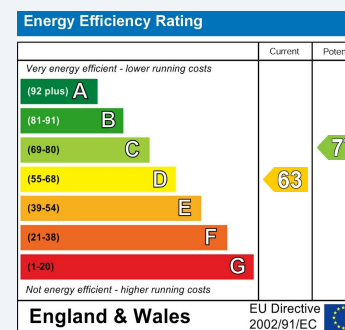 Energy Efficiency Rating
Current
Very energy efficient - lower running costs
(92 plus) A
(81-91) B
(69-80) C
(55-68) D 63
(39-54) E
(21-38) F
(1-20) G
Not energy efficient - higher running costs
England & Wales
EU Directive
2002/91/EC